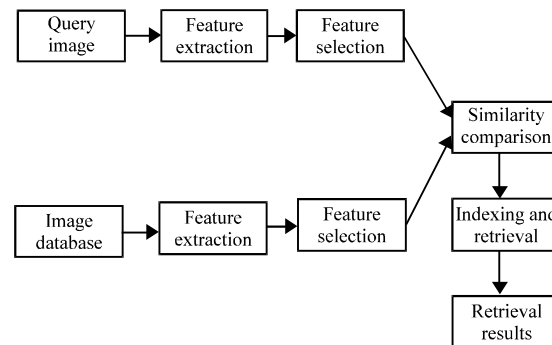 Query
image
Feature
extraction
Feature
selection
Similarity
comparison
Image
database
Feature
extraction
Feature
selection
Indexing and
retrieval
Retrieval
results